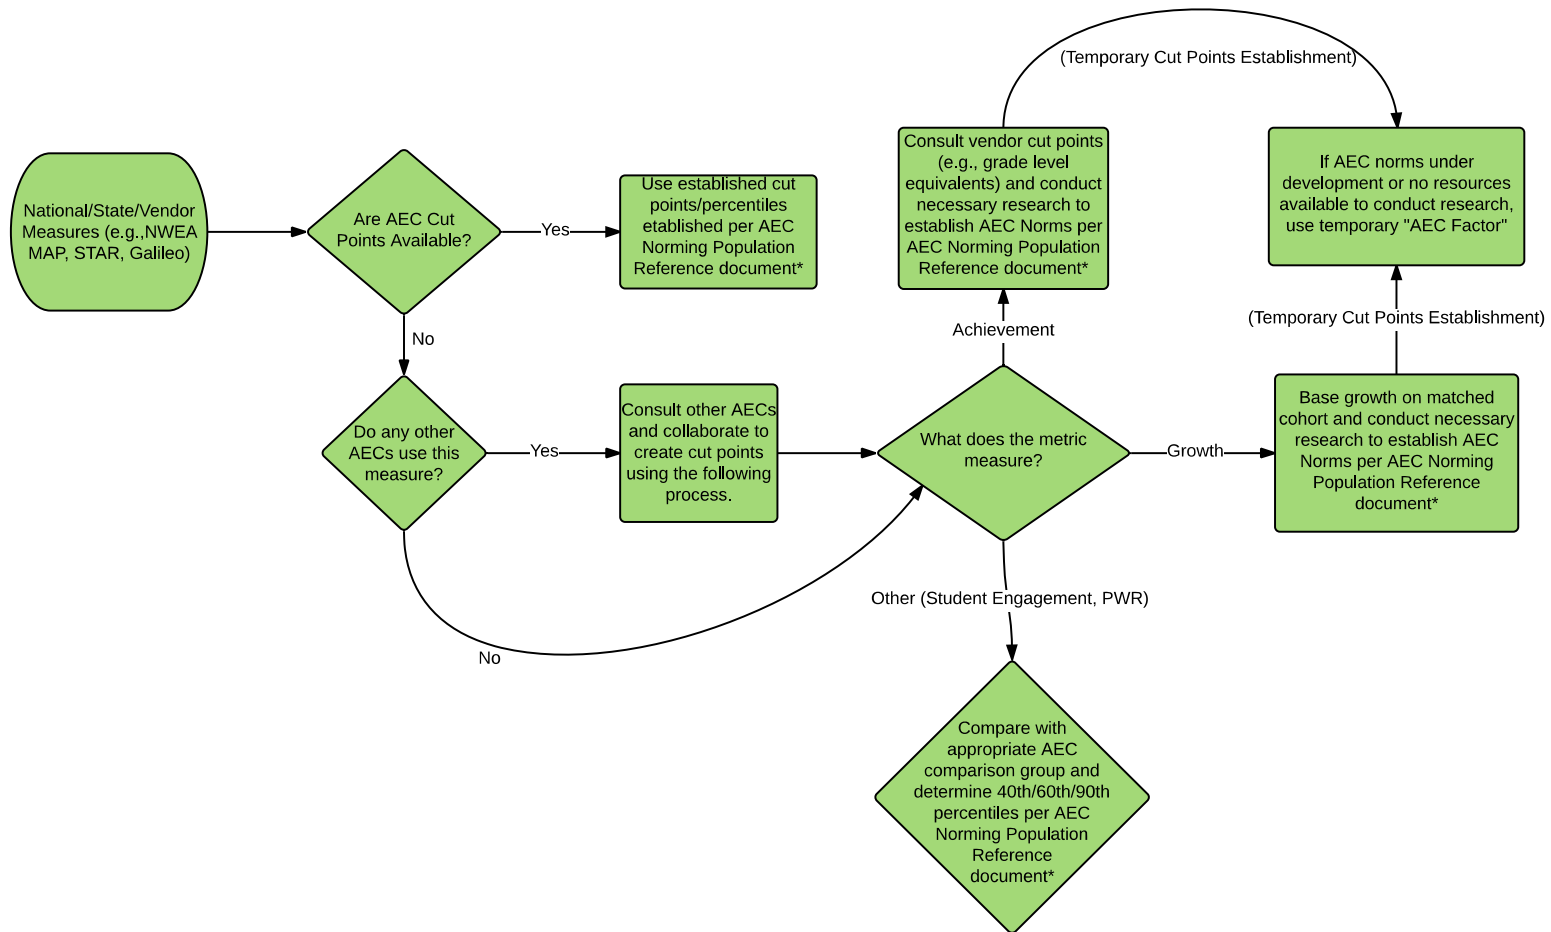 National/State/Vendor
Measures (e.g.,NWEA
MAP, STAR, Galileo)
Are AEC Cut
Points Available?
Yes
Use established cut
points/percentiles
etablished per AEC
Norming Population
Reference document*
No
Do any other
AECs use this
measure?
Yes
Consult other AECs
and collaborate to
create cut points
using the following
process.
No
What does the metric
measure?
Achievement
Consult vendor cut points
(e.g., grade level
equivalents) and conduct
necessary research to
establish AEC Norms per
AEC Norming Population
Reference document*
(Temporary Cut Points Establishment)
If AEC norms under
development or no resources
available to conduct research,
use temporary "AEC Factor"
(Temporary Cut Points Establishment)
Growth
Base growth on matched
cohort and conduct necessary
research to establish AEC
Norms per AEC Norming
Population Reference
document*
Other (Student Engagement, PWR)
Compare with
appropriate AEC
comparison group and
determine 40th/60th/90th
percentiles per AEC
Norming Population
Reference
document*